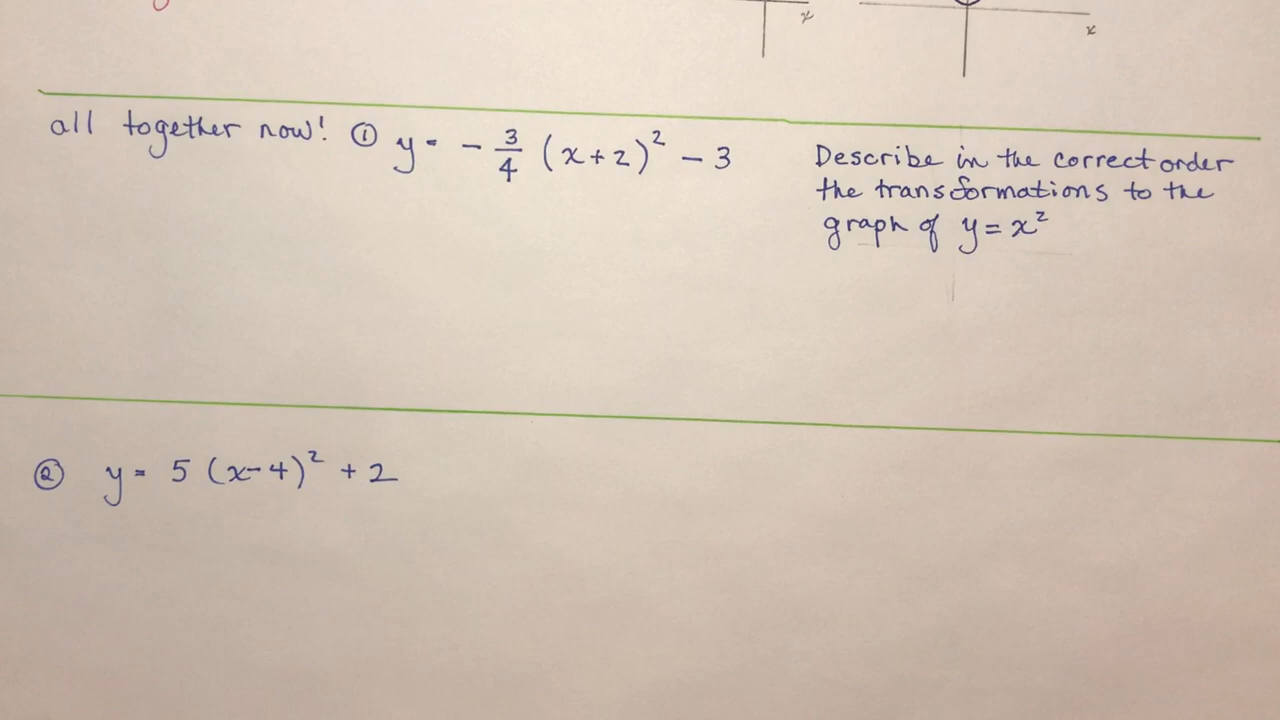 x
x
all together now! ① y = - 3/4 (x+2)² - 3
Describe in the correct order
the transformations to the
graph of y = x²
② y = 5 (x-4)² + 2